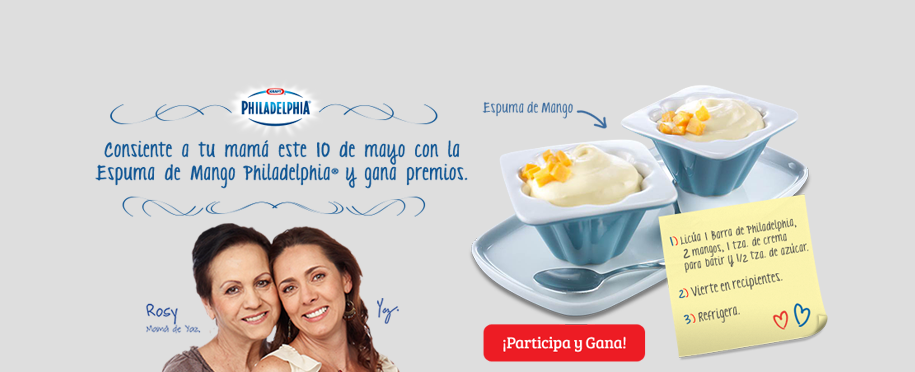 KRAFT
PHILADELPHIA
Consiente a tu mamá este 10 de mayo con la
Espuma de Mango Philadelphia® y gana premios.
Rosy
Mamá de Yaz.
Yaz.
Espuma de Mango
1) Licúa 1 Barra de Philadelphia,
2 mangos, 1 tza. de crema
para batir y 1/2 tza. de azúcar.
2) Vierte en recipientes.
3) Refrigera.
¡Participa y Gana!